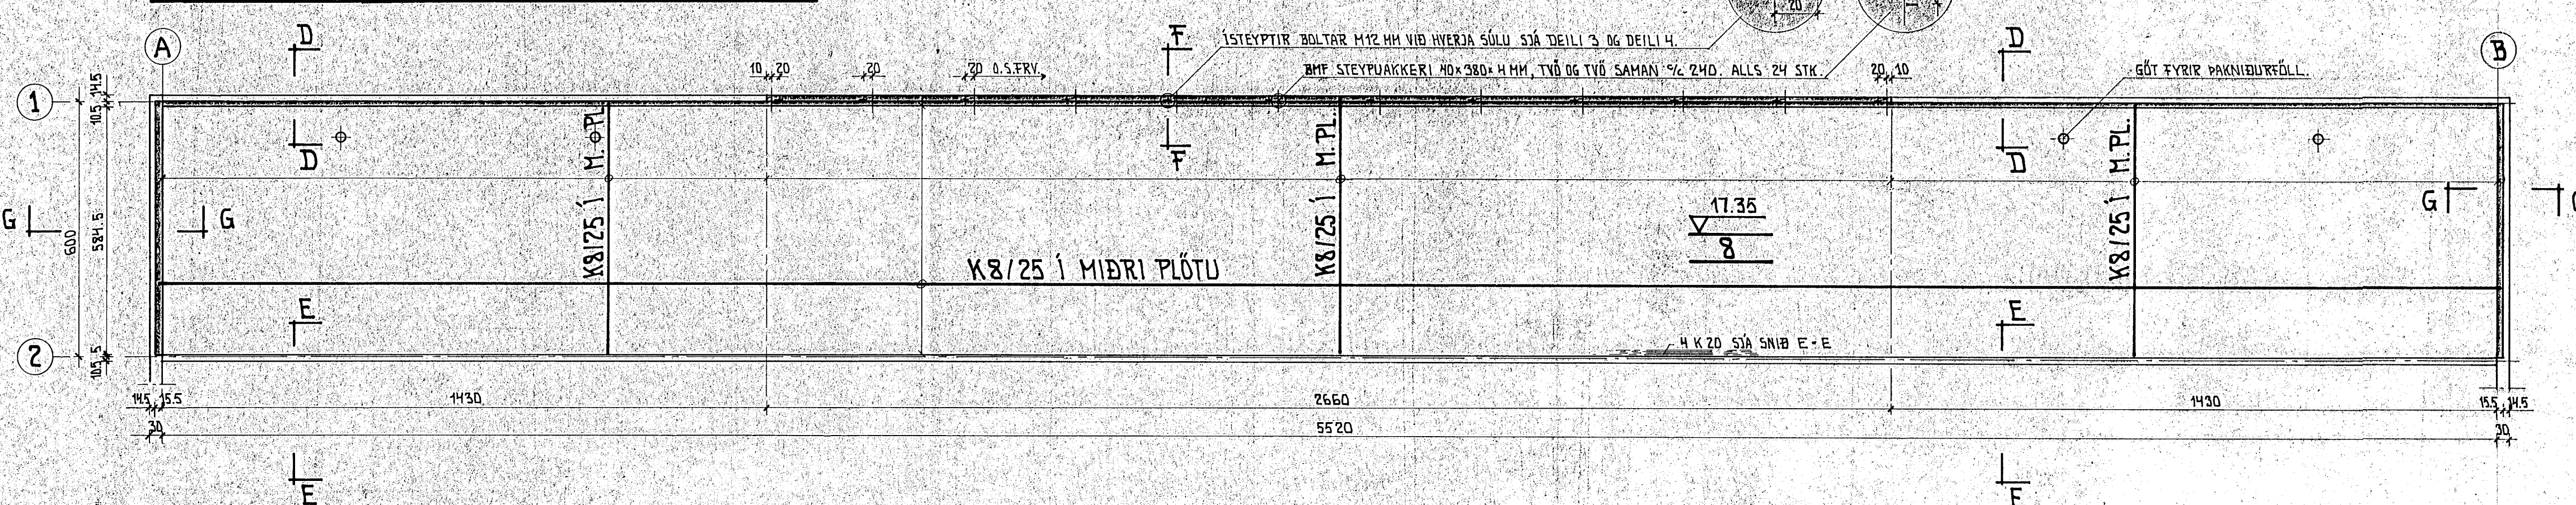 20
D
F
D
A
B
ÍSTEYPTIR BOLTAR M12 MM VIÐ HVERJA SÚLU SJÁ DEILI 3 OG DEILI 4.
10 20
20
20 O.S.FRV.
BMF STEYPUAKKERI 40×380×4 MM, TVÖ OG TVÖ SAMAN c/c 240. ALLS 24 STK.
20 10
GÖT FYRIR ÞAKNIÐURFÖLL.
1
14.5
10.5
D
F
D
K8/25 Í M.PL.
K8/25 Í M.PL.
K8/25 Í M.PL.
G
G
G
600
584.5
17.35
8
K8/25 Í MIÐRI PLÖTU
E
E
4 K 20 SJÁ SNIÐ E-E
2
5.5
10.5
14.5 15.5
1430
2660
1430
15.5 14.5
30
5520
30
E
E